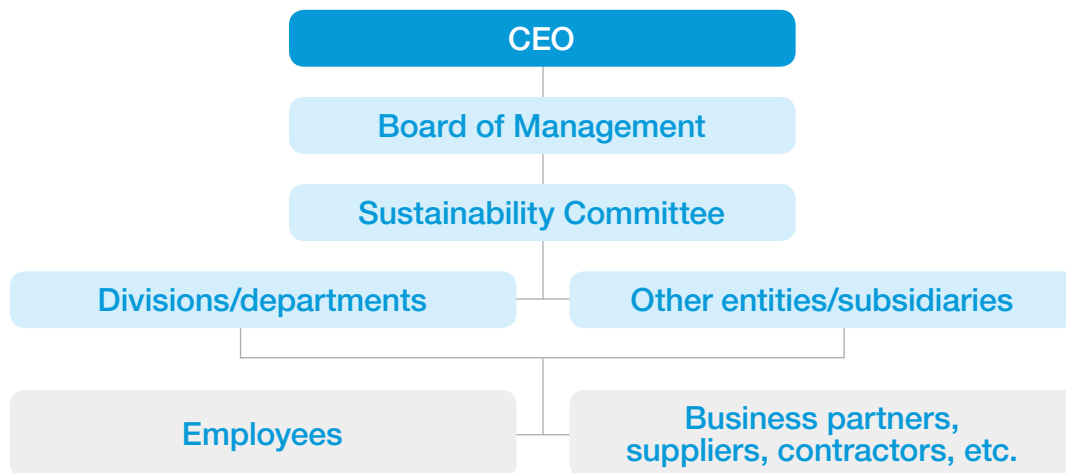 CEO
Board of Management
Sustainability Committee
Divisions/departments
Other entities/subsidiaries
Employees
Business partners,
suppliers, contractors, etc.